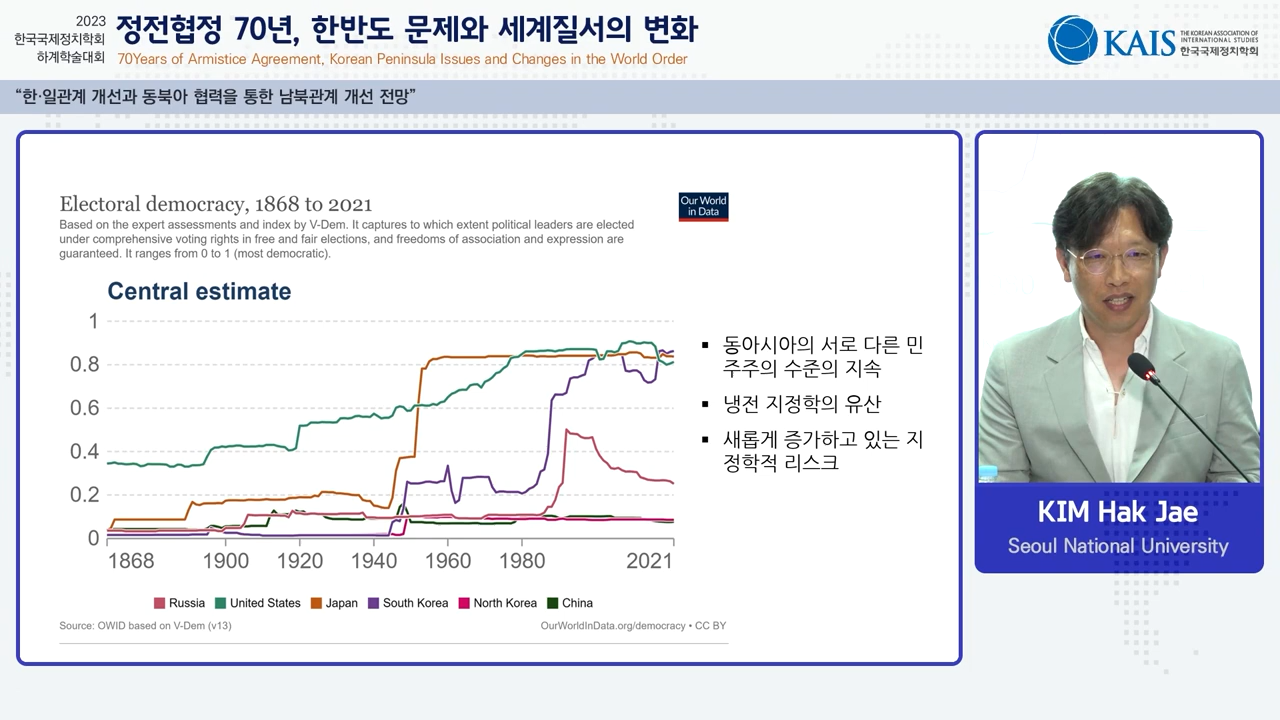 2023
한국국제정치학회
하계학술대회
정전협정 70년, 한반도 문제와 세계질서의 변화
70Years of Armistice Agreement, Korean Peninsula Issues and Changes in the World Order
KAIS
THE KOREAN ASSOCIATION OF
INTERNATIONAL STUDIES
한국국제정치학회
“한·일관계 개선과 동북아 협력을 통한 남북관계 개선 전망”
Electoral democracy, 1868 to 2021
Based on the expert assessments and index by V-Dem. It captures to which extent political leaders are elected
under comprehensive voting rights in free and fair elections, and freedoms of association and expression are
guaranteed. It ranges from 0 to 1 (most democratic).
Our World
in Data
Central estimate
1
0.8
0.6
0.4
0.2
0
1868 1900 1920 1940 1960 1980 2021
Russia United States Japan South Korea North Korea China
Source: OWID based on V-Dem (v13)
OurWorldInData.org/democracy • CC BY
▪ 동아시아의 서로 다른 민
주주의 수준의 지속
▪ 냉전 지정학의 유산
▪ 새롭게 증가하고 있는 지
정학적 리스크
KIM Hak Jae
Seoul National University